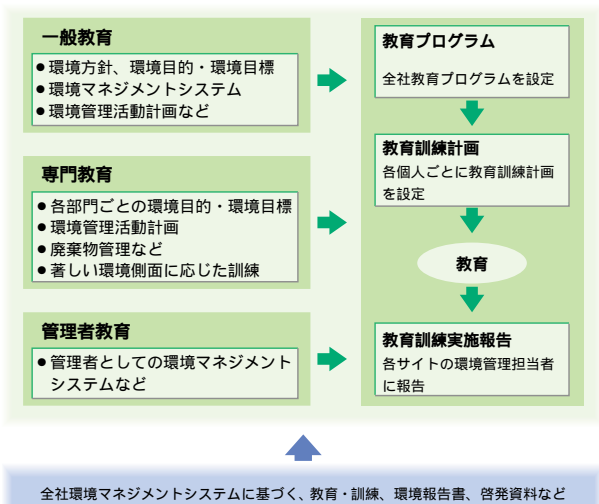 一般教育
●環境方針、環境目的・環境目標
●環境マネジメントシステム
●環境管理活動計画など
専門教育
●各部門ごとの環境目的・環境目標
●環境管理活動計画
●廃棄物管理など
●著しい環境側面に応じた訓練
管理者教育
●管理者としての環境マネジメント
システムなど
教育プログラム
全社教育プログラムを設定
教育訓練計画
各個人ごとに教育訓練計画
を設定
教育
教育訓練実施報告
各サイトの環境管理担当者
に報告
全社環境マネジメントシステムに基づく、教育・訓練、環境報告書、啓発資料など